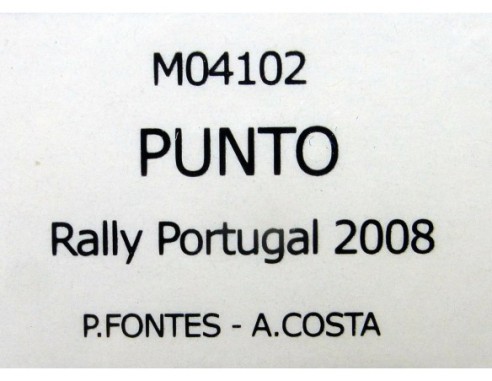 M04102
PUNTO
Rally Portugal 2008
P.FONTES - A.COSTA